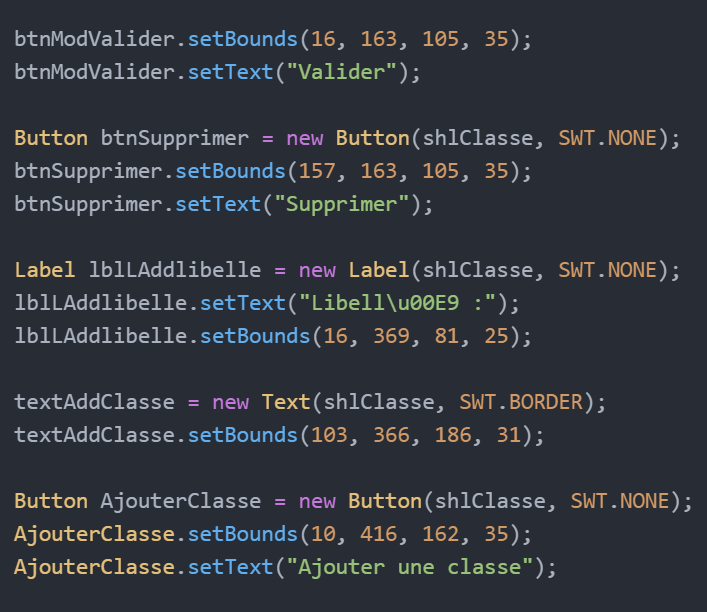 btnModValider.setBounds(16, 163, 105, 35);
btnModValider.setText("Valider");
Button btnSupprimer = new Button(shlClasse, SWT.NONE);
btnSupprimer.setBounds(157, 163, 105, 35);
btnSupprimer.setText("Supprimer");
Label lblLAddlibelle = new Label(shlClasse, SWT.NONE);
lblLAddlibelle.setText("Libell\u00E9 :");
lblLAddlibelle.setBounds(16, 369, 81, 25);
textAddClasse = new Text(shlClasse, SWT.BORDER);
textAddClasse.setBounds(103, 366, 186, 31);
Button AjouterClasse = new Button(shlClasse, SWT.NONE);
AjouterClasse.setBounds(10, 416, 162, 35);
AjouterClasse.setText("Ajouter une classe");